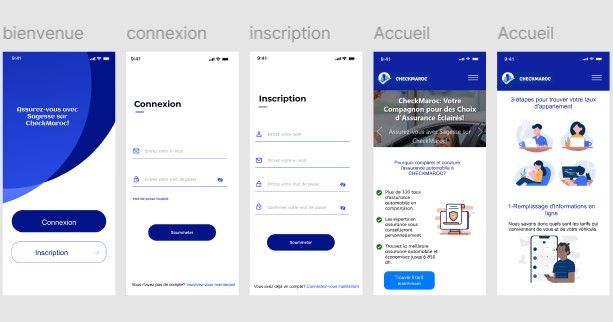 bienvenue
9:41
Assurez-vous avec
Sagesse sur
CheckMaroc!
Connexion
Inscription
connexion
9:41
Connexion
Entrez votre e-mail
Entrez votre mot de passe
Mot de passe oublié
Soumeter
Vous n'avez pas de compte? Inscrivez-vous maintenant
inscription
9:41
Inscription
Entrez votre nom
Entrez votre e-mail
Entrez votre mot de passe
Confirmer votre mot de passe
Soumeter
Vous avez déjà un compte? Connectez-vous maintenant
Accueil
9:41
CHECKMAROC
CheckMaroc: Votre
Compagnon pour des Choix
d'Assurance Éclairés!
Assurez-vous avec Sagesse sur
CheckMaroc!
Pourquoi comparer et conclure
l'assurance automobile à
CHECKMAROC?
Plus de 330 taux
d'assurance
automobile en
comparaison.
Les experts en
assurance vous
conseilleront
personnellement.
Trouvez la meilleure
assurance automobile et
économisez jusqu'à 850
dh.
Trouver le tarif
maintenant
Accueil
9:41
CHECKMAROC
3-étapes pour trouver votre taux
d'appariement
1-Remplissage d'informations en
ligne
Nous savons donc quels sont les tarifs qui
conviennent de vous et de votre véhicule.